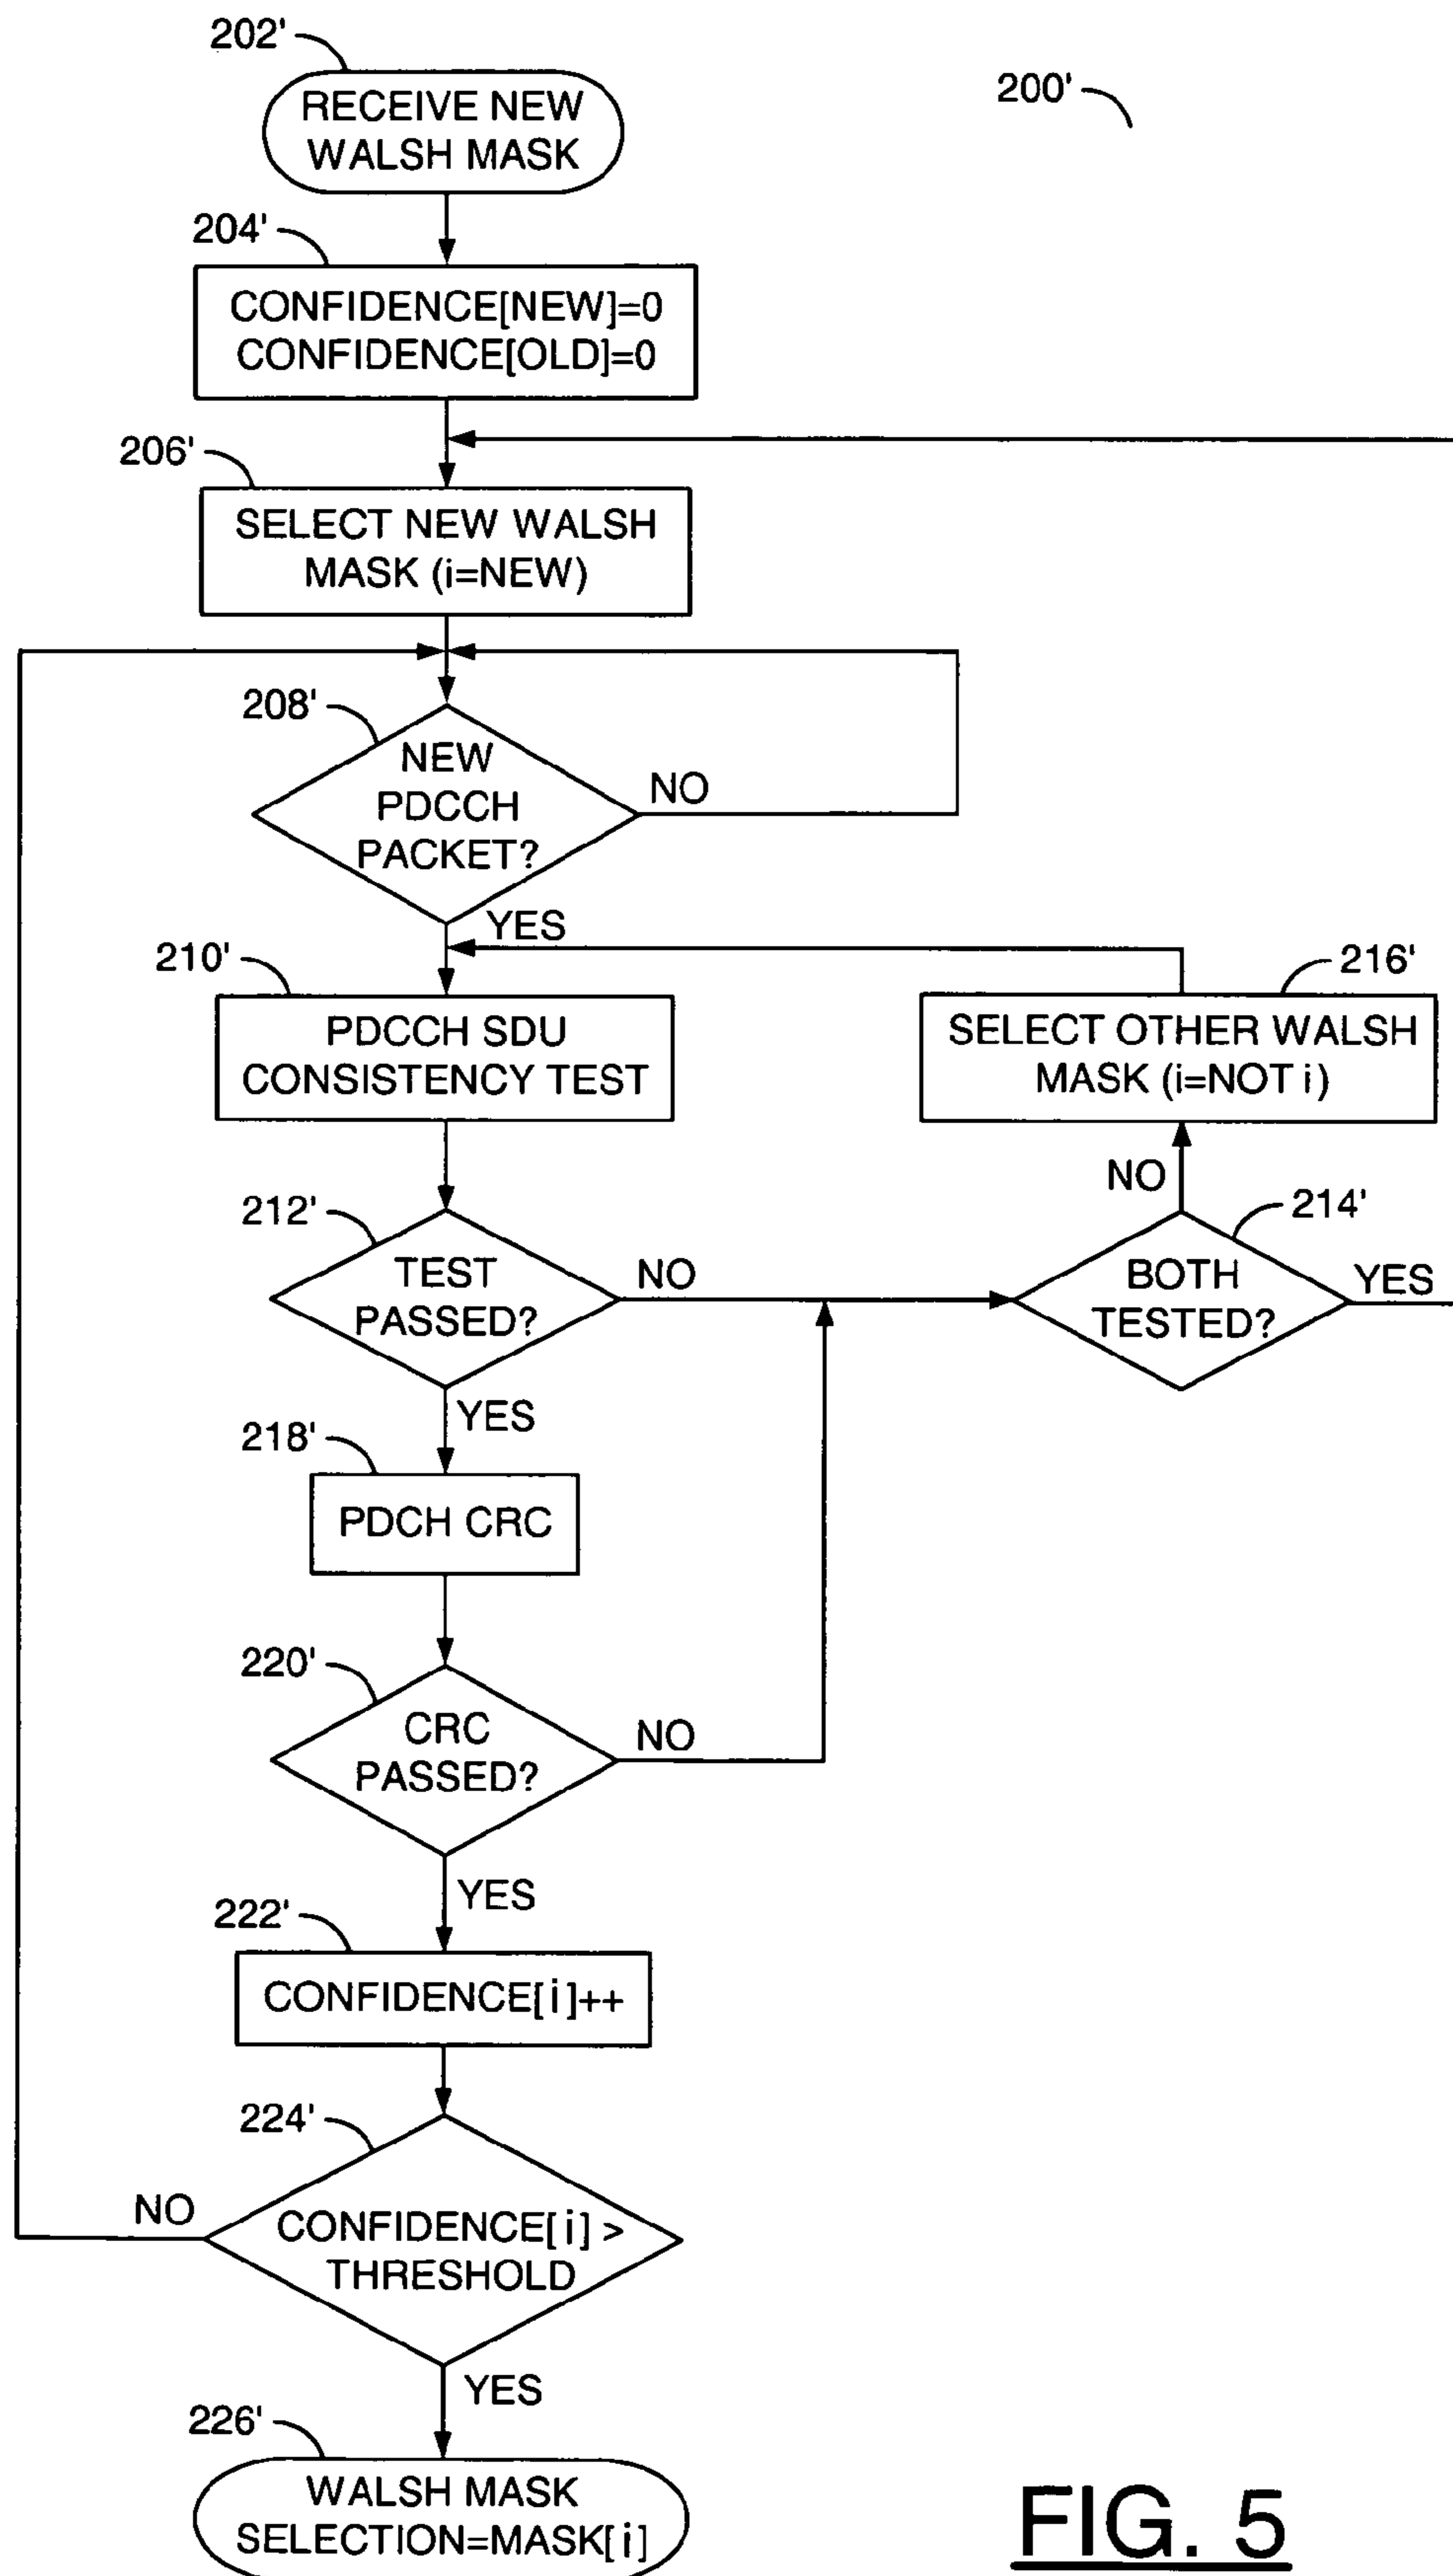 202'
RECEIVE NEW
WALSH MASK
200'
204'
CONFIDENCE[NEW]=0
CONFIDENCE[OLD]=0
206'
SELECT NEW WALSH
MASK (i=NEW)
208'
NEW
PDCCH
PACKET?
NO
YES
210'
PDCCH SDU
CONSISTENCY TEST
216'
SELECT OTHER WALSH
MASK (i=NOT i)
NO
212'
TEST
PASSED?
NO
214'
BOTH
TESTED?
YES
YES
218'
PDCH CRC
220'
CRC
PASSED?
NO
YES
222'
CONFIDENCE[i]++
224'
CONFIDENCE[i] >
THRESHOLD
NO
YES
226'
WALSH MASK
SELECTION=MASK[i]
FIG. 5